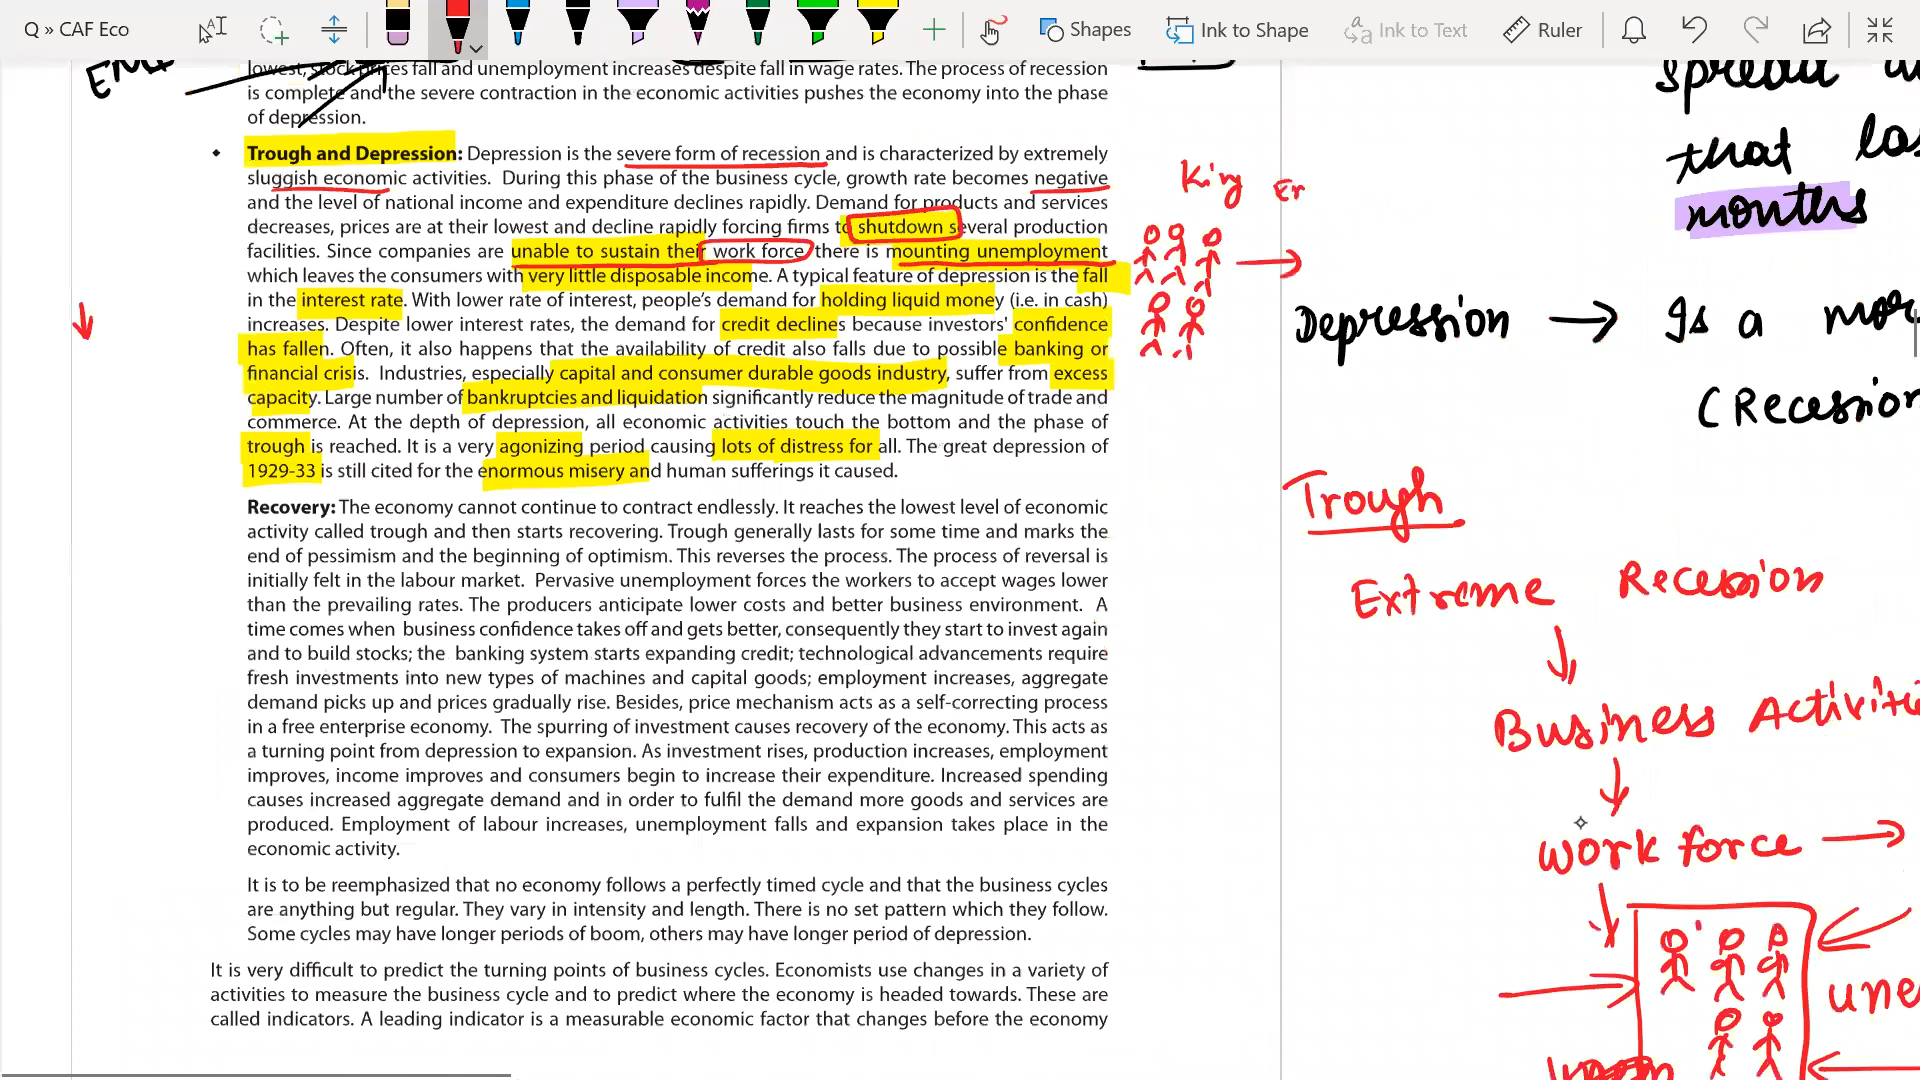 Q » CAF Eco
Shapes
Ink to Shape
Ink to Text
Ruler
lowest, stock prices fall and unemployment increases despite fall in wage rates. The process of recession
is complete and the severe contraction in the economic activities pushes the economy into the phase
of depression.
Trough and Depression: Depression is the severe form of recession and is characterized by extremely
sluggish economic activities. During this phase of the business cycle, growth rate becomes negative
and the level of national income and expenditure declines rapidly. Demand for products and services
decreases, prices are at their lowest and decline rapidly forcing firms to shutdown several production
facilities. Since companies are unable to sustain their work force, there is mounting unemployment
which leaves the consumers with very little disposable income. A typical feature of depression is the fall
in the interest rate. With lower rate of interest, people's demand for holding liquid money (i.e. in cash)
increases. Despite lower interest rates, the demand for credit declines because investors' confidence
has fallen. Often, it also happens that the availability of credit also falls due to possible banking or
financial crisis. Industries, especially capital and consumer durable goods industry, suffer from excess
capacity. Large number of bankruptcies and liquidation significantly reduce the magnitude of trade and
commerce. At the depth of depression, all economic activities touch the bottom and the phase of
trough is reached. It is a very agonizing period causing lots of distress for all. The great depression of
1929-33 is still cited for the enormous misery and human sufferings it caused.
Recovery: The economy cannot continue to contract endlessly. It reaches the lowest level of economic
activity called trough and then starts recovering. Trough generally lasts for some time and marks the
end of pessimism and the beginning of optimism. This reverses the process. The process of reversal is
initially felt in the labour market. Pervasive unemployment forces the workers to accept wages lower
than the prevailing rates. The producers anticipate lower costs and better business environment. A
time comes when business confidence takes off and gets better, consequently they start to invest again
and to build stocks; the banking system starts expanding credit; technological advancements require
fresh investments into new types of machines and capital goods; employment increases, aggregate
demand picks up and prices gradually rise. Besides, price mechanism acts as a self-correcting process
in a free enterprise economy. The spurring of investment causes recovery of the economy. This acts as
a turning point from depression to expansion. As investment rises, production increases, employment
improves, income improves and consumers begin to increase their expenditure. Increased spending
causes increased aggregate demand and in order to fulfil the demand more goods and services are
produced. Employment of labour increases, unemployment falls and expansion takes place in the
economic activity.
It is to be reemphasized that no economy follows a perfectly timed cycle and that the business cycles
are anything but regular. They vary in intensity and length. There is no set pattern which they follow.
Some cycles may have longer periods of boom, others may have longer period of depression.
It is very difficult to predict the turning points of business cycles. Economists use changes in a variety of
activities to measure the business cycle and to predict where the economy is headed towards. These are
called indicators. A leading indicator is a measurable economic factor that changes before the economy
King Er
spread
that las
months
Depression → Is a mor
(Recession
Trough
Extreme Recession
Business Activitie
work force
une